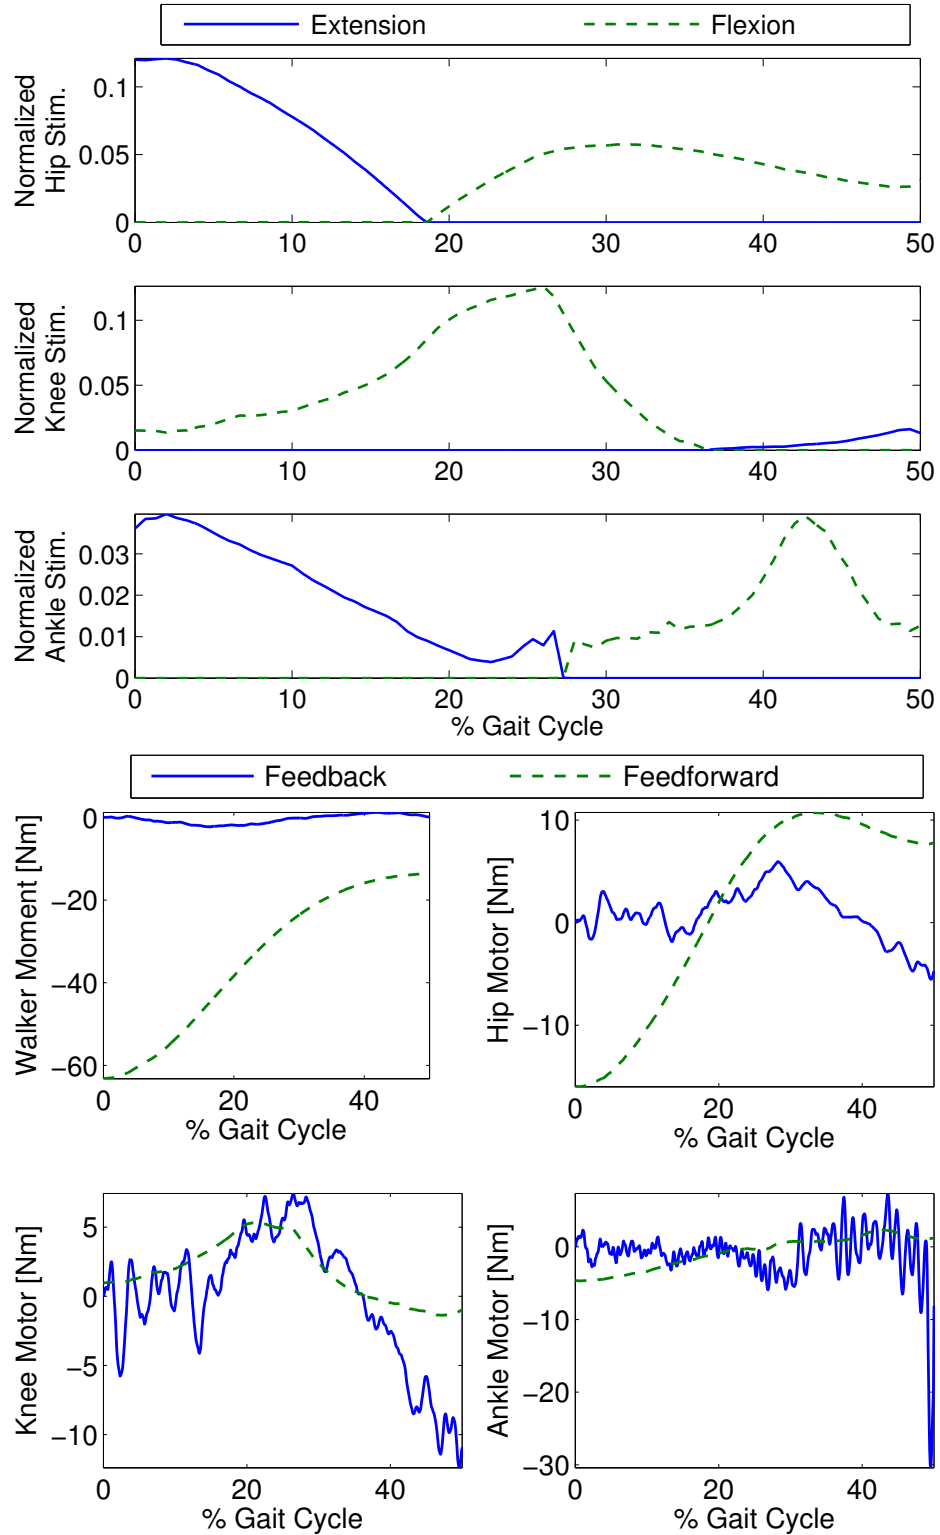 Extension Flexion
Normalized
Hip Stim.
0.1
0.05
0
0 10 20 30 40 50
Normalized
Knee Stim.
0.1
0.05
0
0 10 20 30 40 50
Normalized
Ankle Stim.
0.03
0.02
0.01
0
0 10 20 30 40 50
% Gait Cycle
Feedback Feedforward
Walker Moment [Nm]
0
−20
−40
−60
0 20 40
% Gait Cycle
Hip Motor [Nm]
10
0
−10
0 20 40
% Gait Cycle
Knee Motor [Nm]
5
0
−5
−10
0 20 40
% Gait Cycle
Ankle Motor [Nm]
0
−10
−20
−30
0 20 40
% Gait Cycle